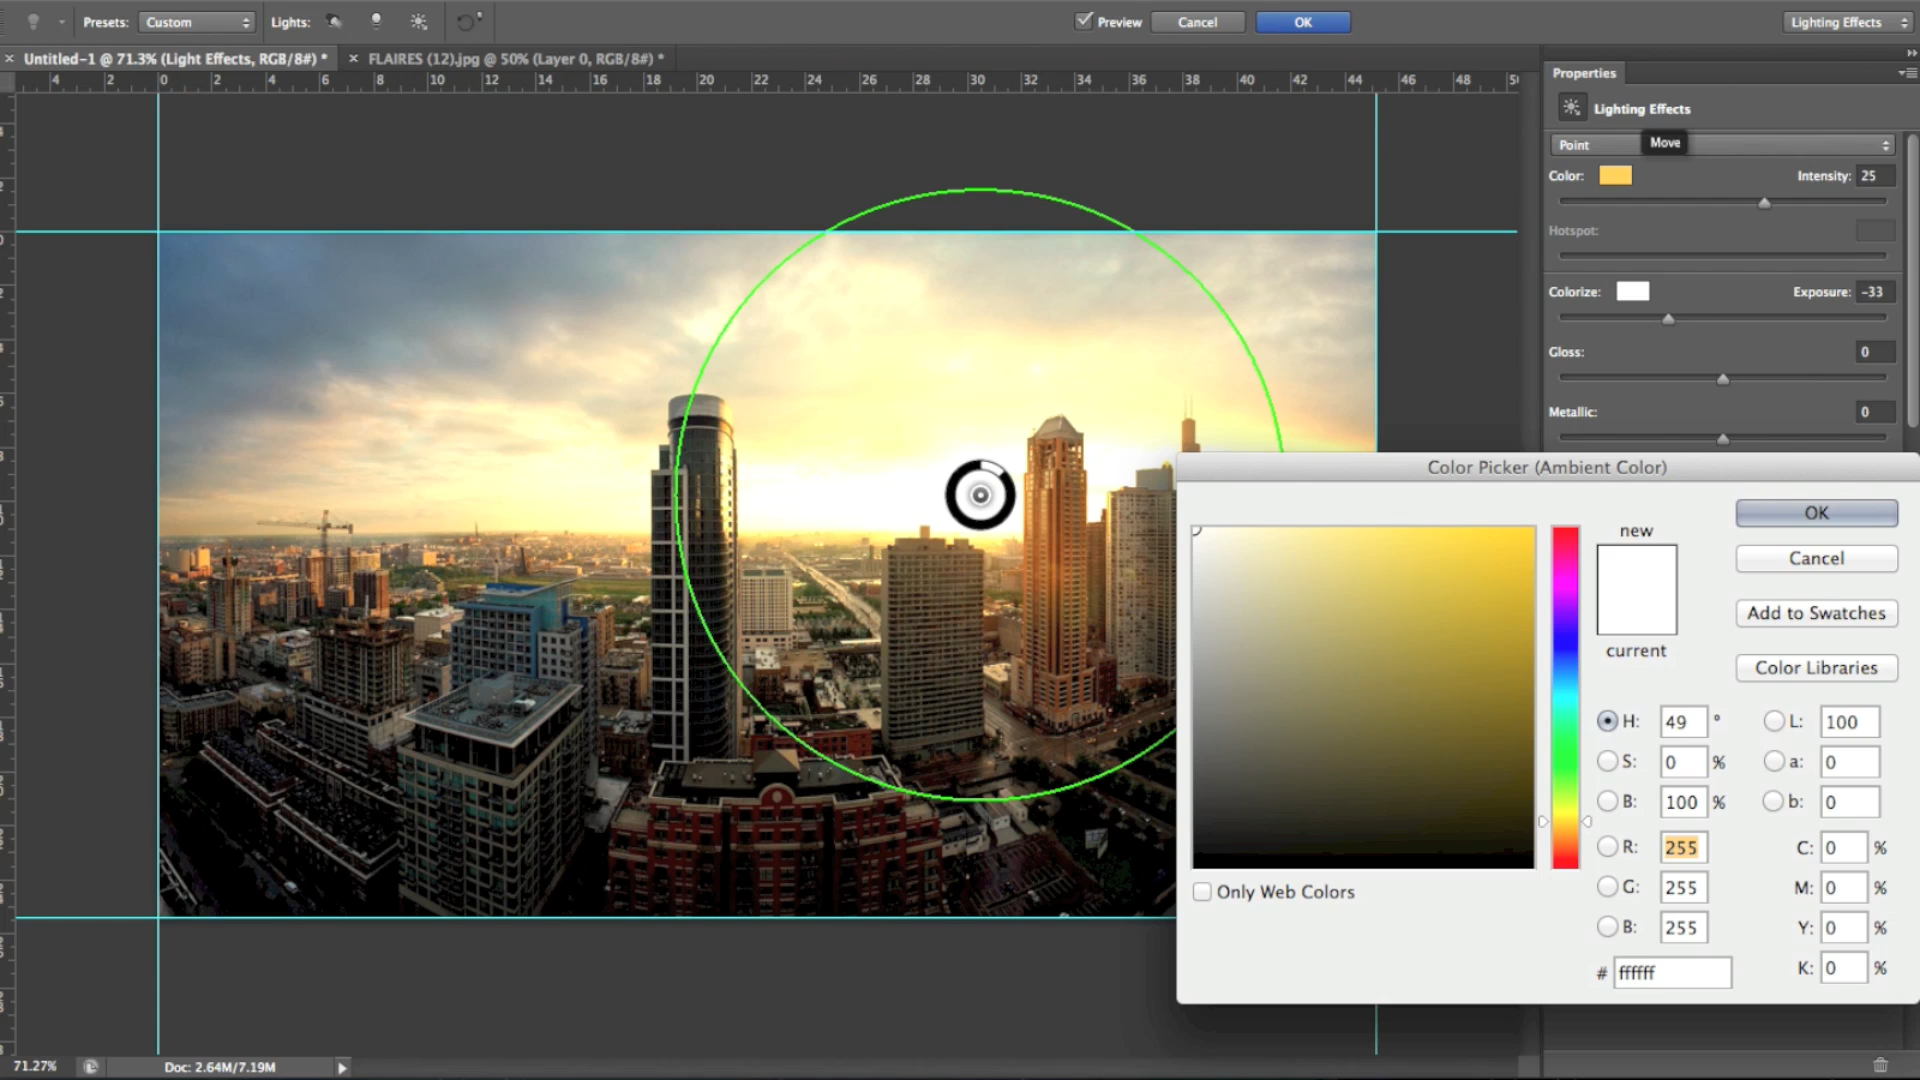 Presets: Custom Lights: Preview Cancel OK Lighting Effects
Untitled-1 @ 71.3% (Light Effects, RGB/8#) * FLAIRES (12).jpg @ 50% (Layer 0, RGB/8#) *
4 2 0 2 4 6 8 10 12 14 16 18 20 22 24 26 28 30 32 34 36 38 40 42 44 46 48
Properties
Lighting Effects
Point Move
Color: Intensity: 25
Hotspot:
Colorize: Exposure: -33
Gloss: 0
Metallic: 0
Color Picker (Ambient Color)
new
current
OK
Cancel
Add to Swatches
Color Libraries
H: 49 ° L: 100
S: 0 % a: 0
B: 100 % b: 0
R: 255 C: 0 %
G: 255 M: 0 %
B: 255 Y: 0 %
# ffffff K: 0 %
Only Web Colors
71.27% Doc: 2.64M/7.19M